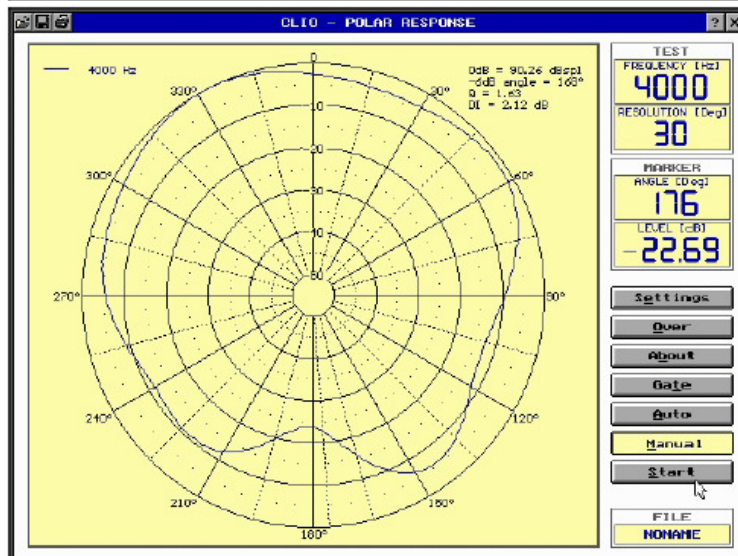 CLIO - POLAR RESPONSE
? X
4000 Hz
0dB = 90.26 dBspl
-6dB angle = 168°
Q = 1.63
DI = 2.12 dB
0
330°
30°
10
20
300°
60°
30
40
50
270°
90°
240°
120°
210°
150°
180°
TEST
FREQUENCY [Hz]
4000
RESOLUTION [Deg]
30
MARKER
ANGLE [Deg]
176
LEVEL [dB]
-22.69
Settings
Over
About
Gate
Auto
Manual
Start
FILE
NONAME